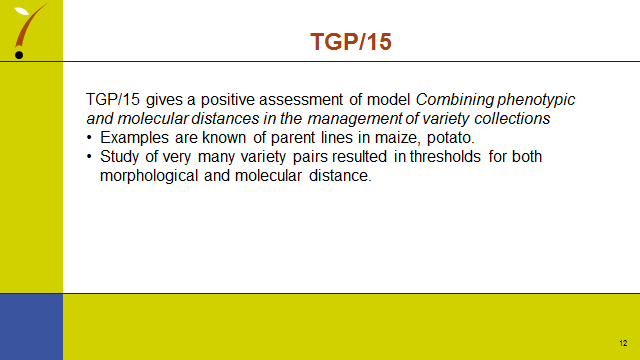 TGP/15
TGP/15 gives a positive assessment of model Combining phenotypic
and molecular distances in the management of variety collections
• Examples are known of parent lines in maize, potato.
• Study of very many variety pairs resulted in thresholds for both
morphological and molecular distance.
12